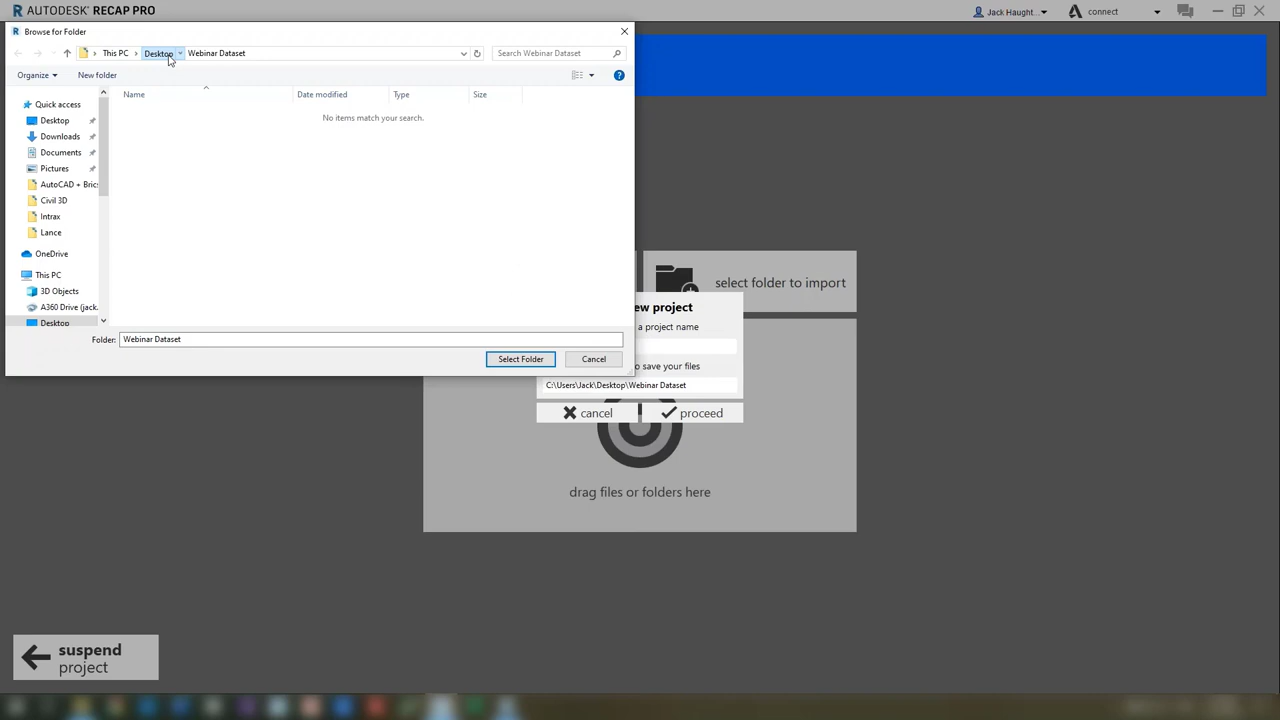 AUTODESK RECAP PRO
Jack Haught...
connect
Browse for Folder
This PC
Desktop
Webinar Dataset
Search Webinar Dataset
Organize
New folder
Name
Date modified
Type
Size
No items match your search.
Quick access
Desktop
Downloads
Documents
Pictures
AutoCAD + Bric
Civil 3D
Intrax
Lance
OneDrive
This PC
3D Objects
A360 Drive (jack.
Desktop
Folder:
Webinar Dataset
Select Folder
Cancel
select folder to import
ew project
a project name
o save your files
C:\Users\Jack\Desktop\Webinar Dataset
cancel
proceed
drag files or folders here
suspend
project